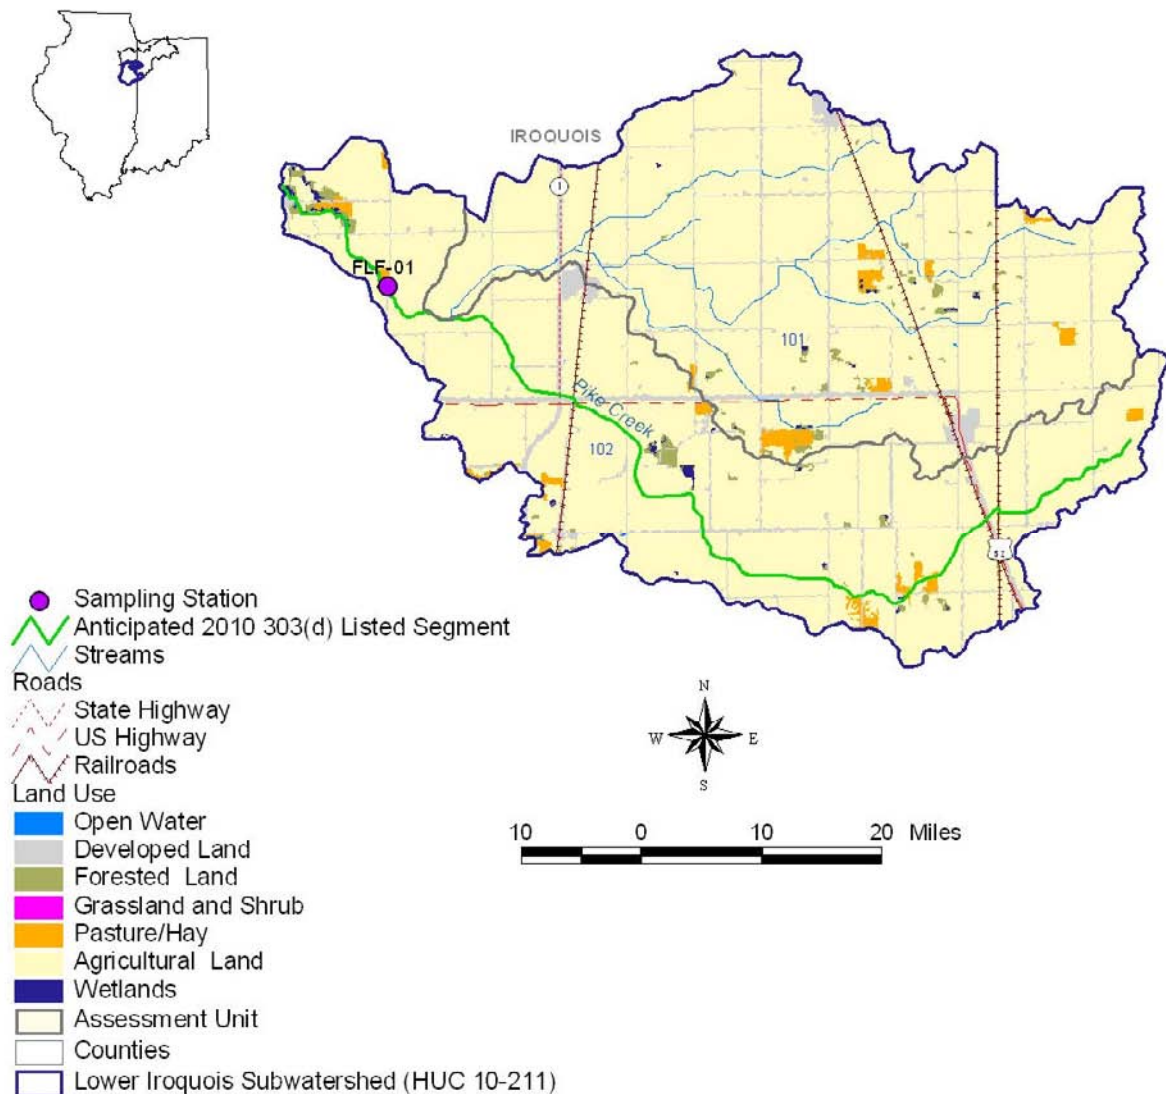 IROQUOIS
1
FLF-01
101
Pike Creek
102
52
Sampling Station
Anticipated 2010 303(d) Listed Segment
Streams
Roads
State Highway
US Highway
Railroads
Land Use
Open Water
Developed Land
Forested Land
Grassland and Shrub
Pasture/Hay
Agricultural Land
Wetlands
Assessment Unit
Counties
Lower Iroquois Subwatershed (HUC 10-211)
N
W E
S
10 0 10 20 Miles